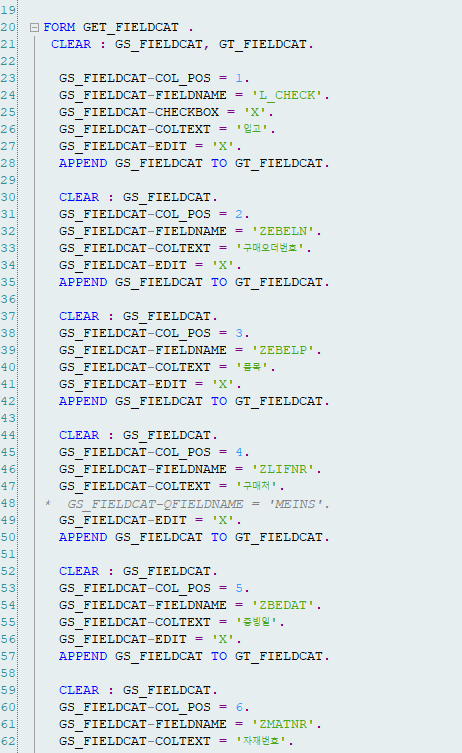 19
20 FORM GET_FIELDCAT .
21 CLEAR : GS_FIELDCAT, GT_FIELDCAT.
22
23 GS_FIELDCAT-COL_POS = 1.
24 GS_FIELDCAT-FIELDNAME = 'L_CHECK'.
25 GS_FIELDCAT-CHECKBOX = 'X'.
26 GS_FIELDCAT-COLTEXT = '입고'.
27 GS_FIELDCAT-EDIT = 'X'.
28 APPEND GS_FIELDCAT TO GT_FIELDCAT.
29
30 CLEAR : GS_FIELDCAT.
31 GS_FIELDCAT-COL_POS = 2.
32 GS_FIELDCAT-FIELDNAME = 'ZEBELN'.
33 GS_FIELDCAT-COLTEXT = '구매오더번호'.
34 GS_FIELDCAT-EDIT = 'X'.
35 APPEND GS_FIELDCAT TO GT_FIELDCAT.
36
37 CLEAR : GS_FIELDCAT.
38 GS_FIELDCAT-COL_POS = 3.
39 GS_FIELDCAT-FIELDNAME = 'ZEBELP'.
40 GS_FIELDCAT-COLTEXT = '품목'.
41 GS_FIELDCAT-EDIT = 'X'.
42 APPEND GS_FIELDCAT TO GT_FIELDCAT.
43
44 CLEAR : GS_FIELDCAT.
45 GS_FIELDCAT-COL_POS = 4.
46 GS_FIELDCAT-FIELDNAME = 'ZLIFNR'.
47 GS_FIELDCAT-COLTEXT = '구매처'.
48 * GS_FIELDCAT-QFIELDNAME = 'MEINS'.
49 GS_FIELDCAT-EDIT = 'X'.
50 APPEND GS_FIELDCAT TO GT_FIELDCAT.
51
52 CLEAR : GS_FIELDCAT.
53 GS_FIELDCAT-COL_POS = 5.
54 GS_FIELDCAT-FIELDNAME = 'ZBEDAT'.
55 GS_FIELDCAT-COLTEXT = '증빙일'.
56 GS_FIELDCAT-EDIT = 'X'.
57 APPEND GS_FIELDCAT TO GT_FIELDCAT.
58
59 CLEAR : GS_FIELDCAT.
60 GS_FIELDCAT-COL_POS = 6.
61 GS_FIELDCAT-FIELDNAME = 'ZMATNR'.
62 GS_FIELDCAT-COLTEXT = '자재번호'.